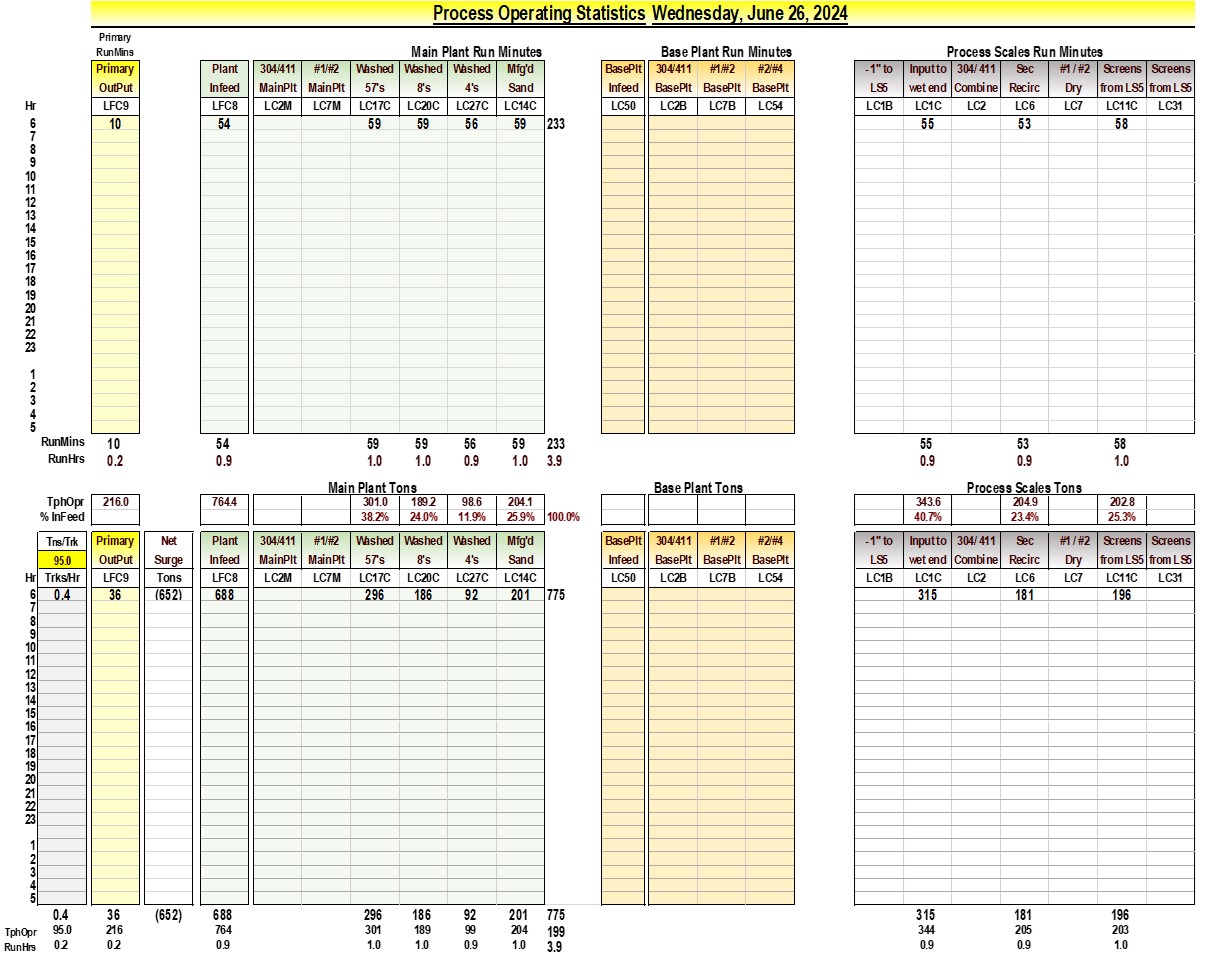 Process Operating Statistics Wednesday, June 26, 2024
Primary
RunMins Main Plant Run Minutes Base Plant Run Minutes Process Scales Run Minutes
Primary Plant 304/411 #1/#2 Washed Washed Washed Mfg'd BasePlt 304/411 #1/#2 #2/#4 -1" to Input to 304/ 411 Sec #1 / #2 Screens Screens
OutPut Infeed MainPlt MainPlt 57's 8's 4's Sand Infeed BasePlt BasePlt BasePlt LS5 wet end Combine Recirc Dry from LS5 from LS5
Hr LFC9 LFC8 LC2M LC7M LC17C LC20C LC27C LC14C LC50 LC2B LC7B LC54 LC1B LC1C LC2 LC6 LC7 LC11C LC31
6 10 54 59 59 56 59 233 55 53 58
7
8
9
10
11
12
13
14
15
16
17
18
19
20
21
22
23
1
2
3
4
5
RunMins 10 54 59 59 56 59 233 55 53 58
RunHrs 0.2 0.9 1.0 1.0 0.9 1.0 3.9 0.9 0.9 1.0
Main Plant Tons Base Plant Tons Process Scales Tons
TphOpr 216.0 764.4 301.0 189.2 98.6 204.1 343.6 204.9 202.8
% InFeed 38.2% 24.0% 11.9% 25.9% 100.0% 40.7% 23.4% 25.3%
Tns/Trk Primary Net Plant 304/411 #1/#2 Washed Washed Washed Mfg'd BasePlt 304/411 #1/#2 #2/#4 -1" to Input to 304/ 411 Sec #1 / #2 Screens Screens
95.0 OutPut Surge Infeed MainPlt MainPlt 57's 8's 4's Sand Infeed BasePlt BasePlt BasePlt LS5 wet end Combine Recirc Dry from LS5 from LS5
Hr Trks/Hr LFC9 Tons LFC8 LC2M LC7M LC17C LC20C LC27C LC14C LC50 LC2B LC7B LC54 LC1B LC1C LC2 LC6 LC7 LC11C LC31
6 0.4 36 (652) 688 296 186 92 201 775 315 181 196
7
8
9
10
11
12
13
14
15
16
17
18
19
20
21
22
23
1
2
3
4
5
0.4 36 (652) 688 296 186 92 201 775 315 181 196
TphOpr 95.0 216 764 301 189 99 204 199 344 205 203
RunHrs 0.2 0.2 0.9 1.0 1.0 0.9 1.0 3.9 0.9 0.9 1.0